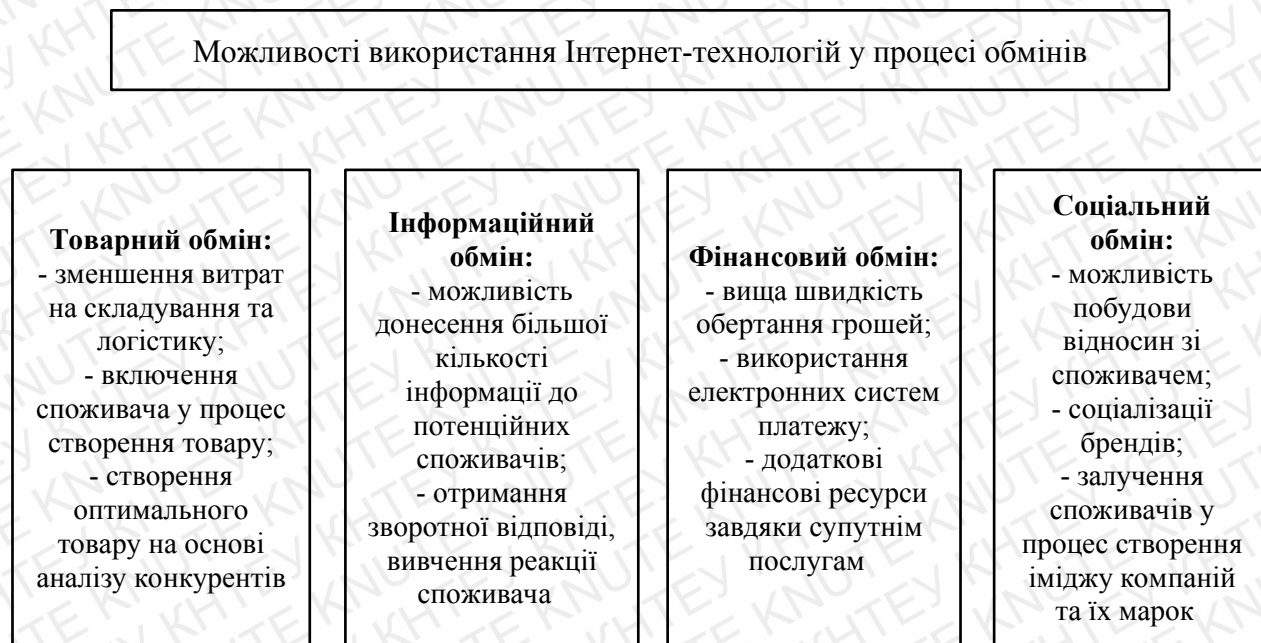 Можливості використання Інтернет-технологій у процесі обмінів
Товарний обмін:
- зменшення витрат
на складування та
логістику;
- включення
споживача у процес
створення товару;
- створення
оптимального
товару на основі
аналізу конкурентів
Інформаційний
обмін:
- можливість
донесення більшої
кількості
інформації до
потенційних
споживачів;
- отримання
зворотної відповіді,
вивчення реакції
споживача
Фінансовий обмін:
- вища швидкість
обертання грошей;
- використання
електронних систем
платежу;
- додаткові
фінансові ресурси
завдяки супутнім
послугам
Соціальний
обмін:
- можливість
побудови
відносин зі
споживачем;
- соціалізації
брендів;
- залучення
споживачів у
процес створення
іміджу компаній
та їх марок